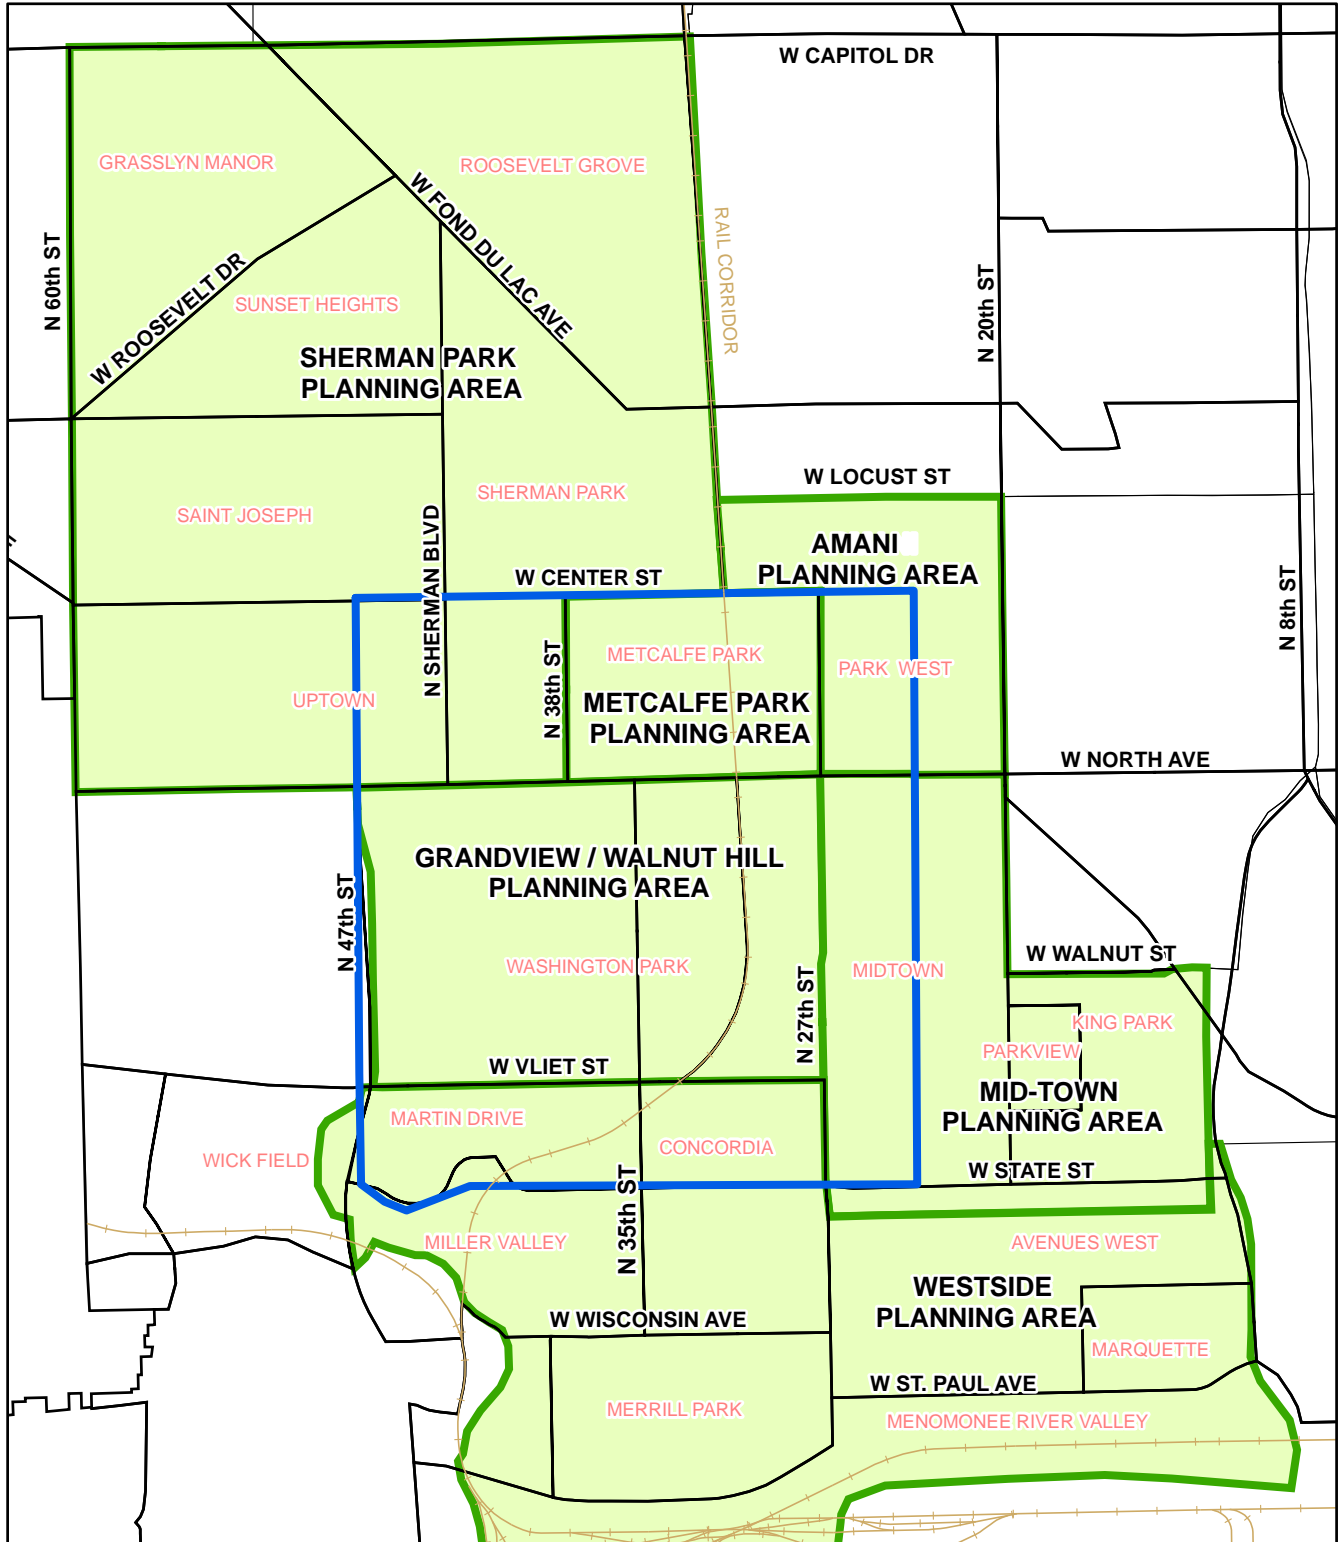 W CAPITOL DR
GRASSLYN MANOR
ROOSEVELT GROVE
W FOND DU LAC AVE
RAIL CORRIDOR
N 60th ST
W ROOSEVELT DR
SUNSET HEIGHTS
N 20th ST
SHERMAN PARK
PLANNING AREA
W LOCUST ST
SHERMAN PARK
SAINT JOSEPH
N SHERMAN BLVD
AMANI
PLANNING AREA
W CENTER ST
N 8th ST
METCALFE PARK
PARK WEST
N 38th ST
UPTOWN
METCALFE PARK
PLANNING AREA
W NORTH AVE
GRANDVIEW / WALNUT HILL
PLANNING AREA
N 47th ST
W WALNUT ST
WASHINGTON PARK
MIDTOWN
N 27th ST
KING PARK
PARKVIEW
W VLIET ST
MID-TOWN
PLANNING AREA
MARTIN DRIVE
CONCORDIA
WICK FIELD
W STATE ST
N 35th ST
MILLER VALLEY
AVENUES WEST
WESTSIDE
PLANNING AREA
W WISCONSIN AVE
MARQUETTE
W ST. PAUL AVE
MERRILL PARK
MENOMONEE RIVER VALLEY